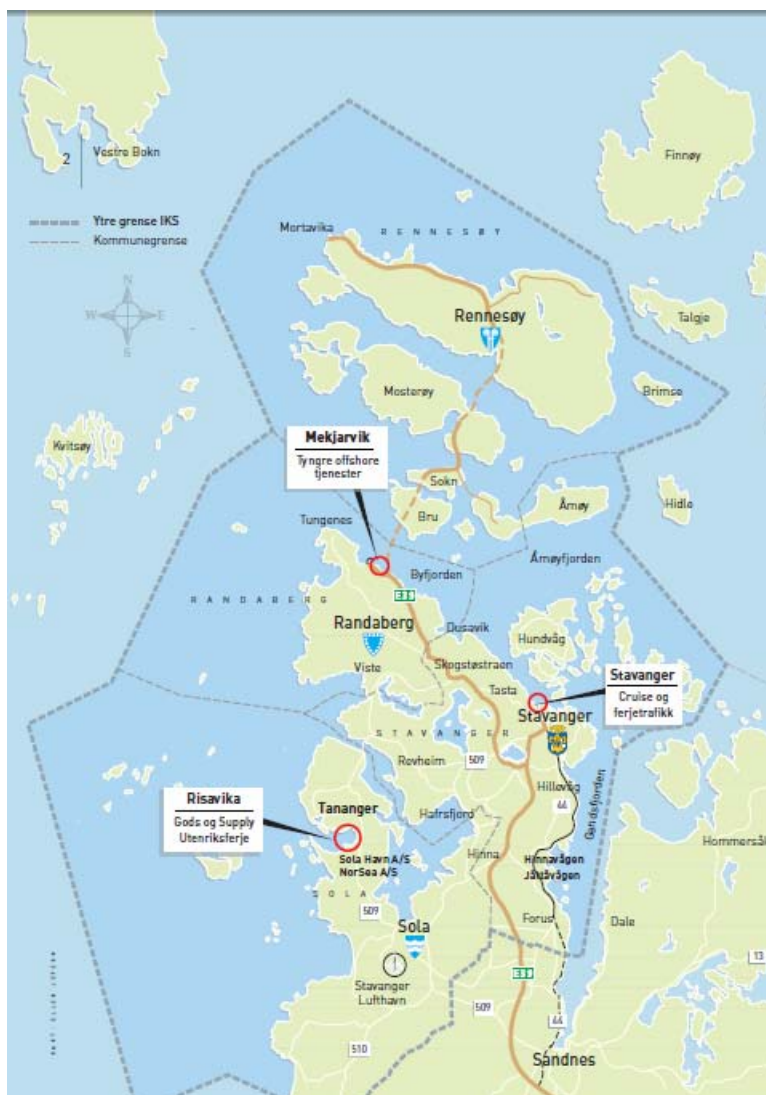 2
Vestre Bokn
Ytre grense IKS
Kommunegrense
N
W
E
S
Finnøy
Mortavika
RENNESØY
Rennesøy
Talgje
Mosterøy
Brimse
Kvitsøy
Mekjarvik
Tyngre offshore
tjenester
Sokn
Bru
Åmøy
Hidle
Tungenes
Åmøyfjorden
Byfjorden
E39
RANDABERG
Randaberg
Dusavik
Hundvåg
Viste
Skogstøstraen
Tasta
Stavanger
Cruise og
ferjetrafikk
Stavanger
STAVANGER
Revheim
509
Hillevåg
44
Gandsfjorden
Risavika
Gods og Supply
Utenriksferje
Tananger
Hafrsfjord
Hinna
Sola Havn A/S
NorSea A/S
Hinnavågen
Jåttåvågen
SOLA
509
Sola
Forus
Dale
E39
13
Stavanger
Lufthavn
509
44
510
Sandnes